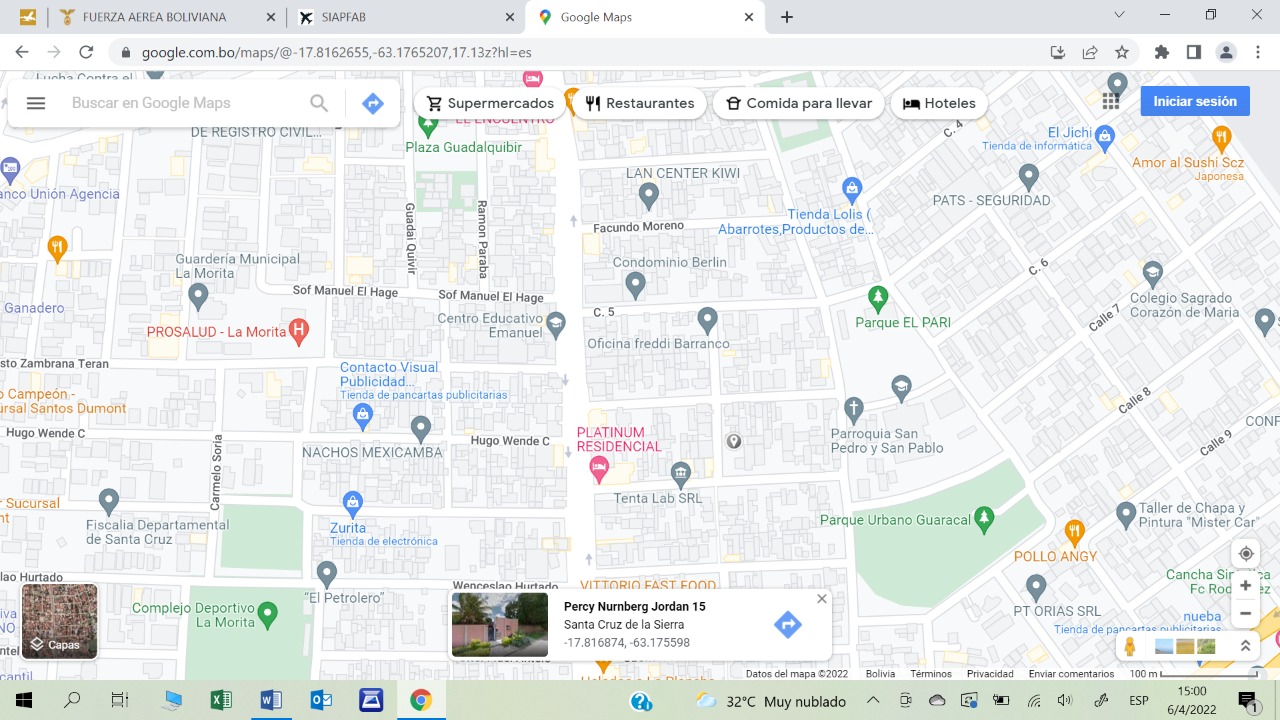 FUERZA AEREA BOLIVIANA
SIAPFAB
Google Maps
google.com.bo/maps/@-17.8162655,-63.1765207,17.13z?hl=es
Lucha Contra el
Buscar en Google Maps
Supermercados
Restaurantes
Comida para llevar
Hoteles
Iniciar sesión
EL ENCUENTRO
DE REGISTRO CIVIL...
Plaza Guadalquibir
C. 4
El Jichi
Tienda de informática
Amor al Sushi Scz
Japonesa
anco Unión Agencia
LAN CENTER KIWI
PATS - SEGURIDAD
Guadal Quivir
Ramon Paraba
Facundo Moreno
Tienda Lolis (
Abarrotes,Productos de...
Guardería Municipal
La Morita
Condominio Berlin
C. 6
Sof Manuel El Hage
Sof Manuel El Hage
Ganadero
C. 5
Colegio Sagrado
Corazón de Maria
Calle 7
Centro Educativo
Emanuel
PROSALUD - La Morita
Parque EL PARI
Oficina freddi Barranco
sto Zambrana Teran
Contacto Visual
Publicidad...
Tienda de pancartas publicitarias
o Campeón -
ursal Santos Dumont
Calle 8
Hugo Wende C
Hugo Wende C
PLATINUM
RESIDENCIAL
Parroquia San
Pedro y San Pablo
CONF
Calle 9
NACHOS MEXICAMBA
Carmelo Soria
Tenta Lab SRL
r Sucursal
nt
Fiscalia Departamental
de Santa Cruz
Zurita
Tienda de electrónica
Parque Urbano Guaracal
Taller de Chapa y
Pintura "Mister Car"
POLLO ANGY
lao Hurtado
Wenceslao Hurtado
VITTORIO FAST FOOD
Cancha Sin
Fc Rod
ez
"El Petrolero"
Complejo Deportivo
La Morita
PT ORIAS SRL
nueba
Tienda de pancartas publicitarias
Percy Nurnberg Jordan 15
Santa Cruz de la Sierra
-17.816874, -63.175598
Capas
Datos del mapa ©2022
Bolivia
Términos
Privacidad
Enviar comentarios
100 m
32°C Muy nublado
ESP
15:00
6/4/2022
1